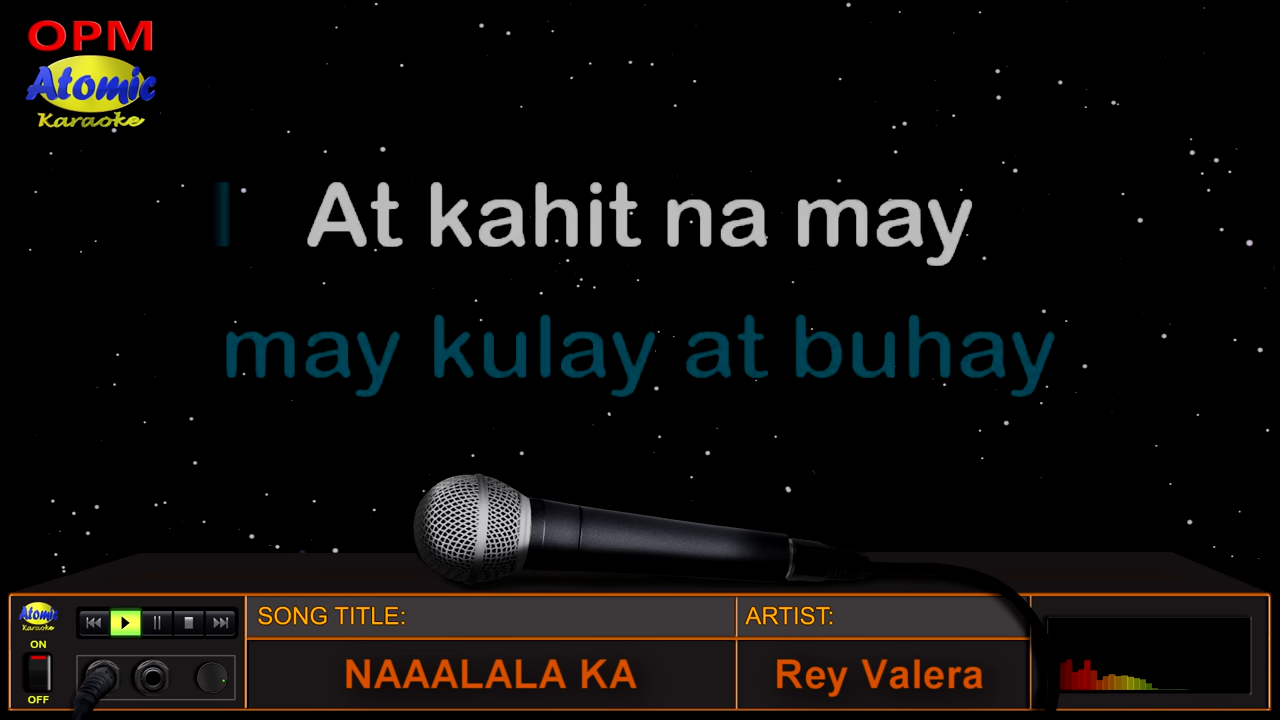 OPM
Atomic
Karaoke
At kahit na may
may kulay at buhay
Atomic
Karaoke
ON
OFF
SONG TITLE:
NAAALALA KA
ARTIST:
Rey Valera